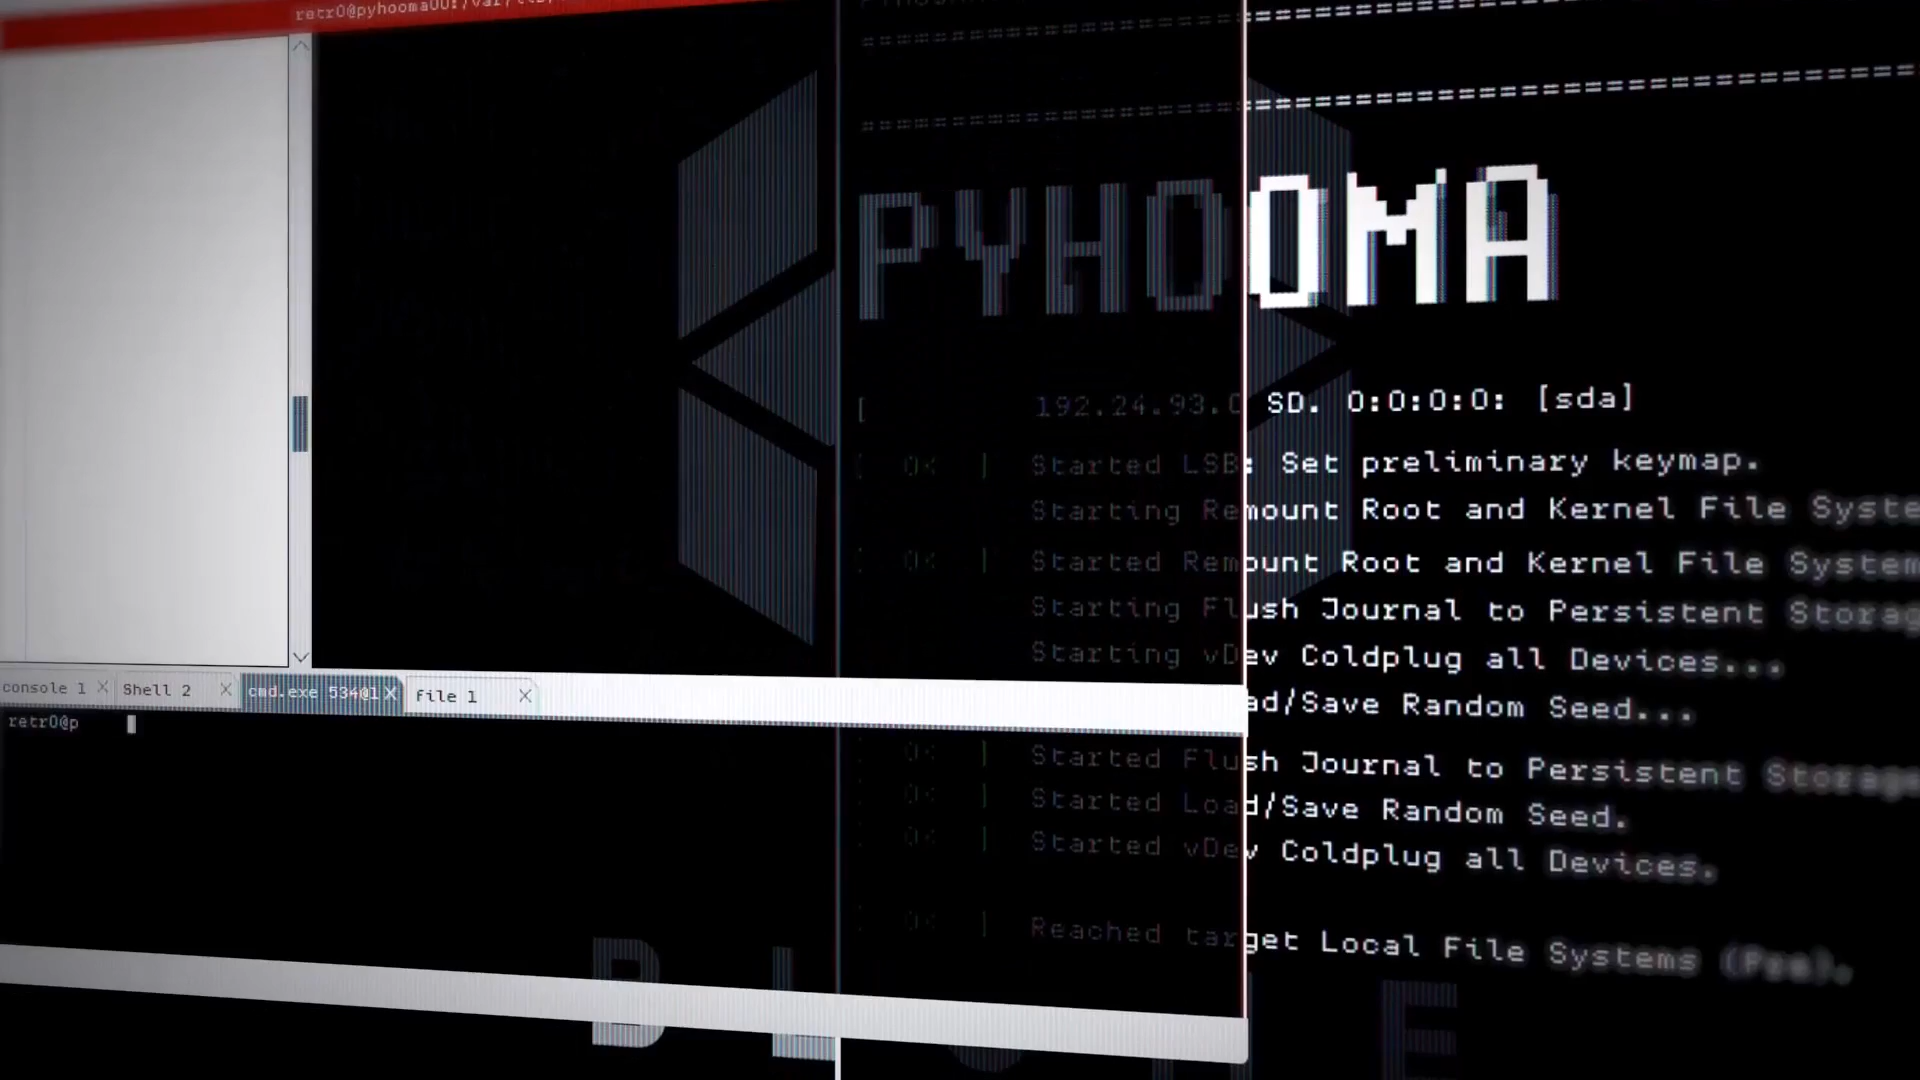 retr0@pyhooma00:/var/
PYHOOMA
[ 192.24.93.0 SD. 0:0:0:0: [sda]
[ OK ] Started LSB: Set preliminary keymap.
Starting Remount Root and Kernel File Syste
[ OK ] Started Remount Root and Kernel File System
Starting Flush Journal to Persistent Storag
Starting vDev Coldplug all Devices...
ad/Save Random Seed...
[ OK ] Started Flush Journal to Persistent Storage
[ OK ] Started Load/Save Random Seed.
[ OK ] Started vDev Coldplug all Devices.
[ OK ] Reached target Local File Systems (Pre).
console 1
Shell 2
cmd.exe 534@1
file 1
retr0@p